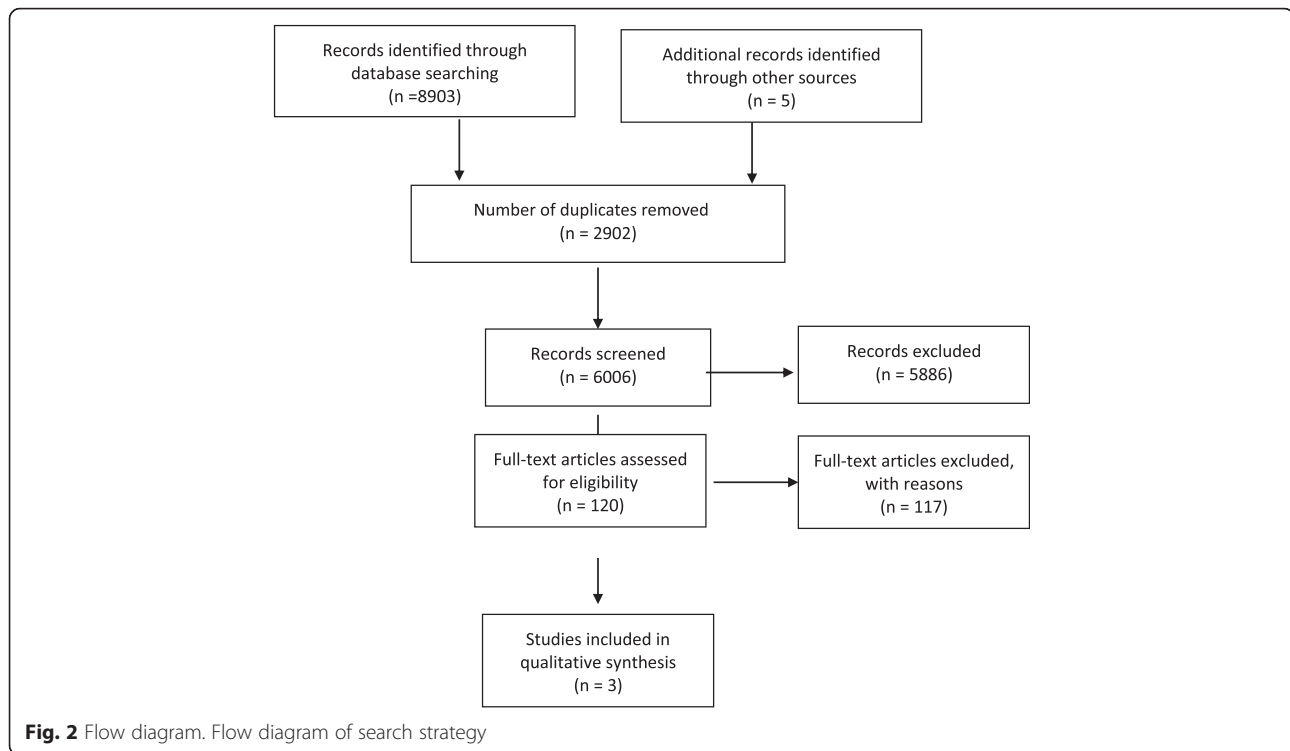 Records identified through
database searching
(n =8903)
Additional records identified
through other sources
(n = 5)
Number of duplicates removed
(n = 2902)
Records screened
(n = 6006)
Records excluded
(n = 5886)
Full-text articles assessed
for eligibility
(n = 120)
Full-text articles excluded,
with reasons
(n = 117)
Studies included in
qualitative synthesis
(n = 3)
Fig. 2 Flow diagram. Flow diagram of search strategy